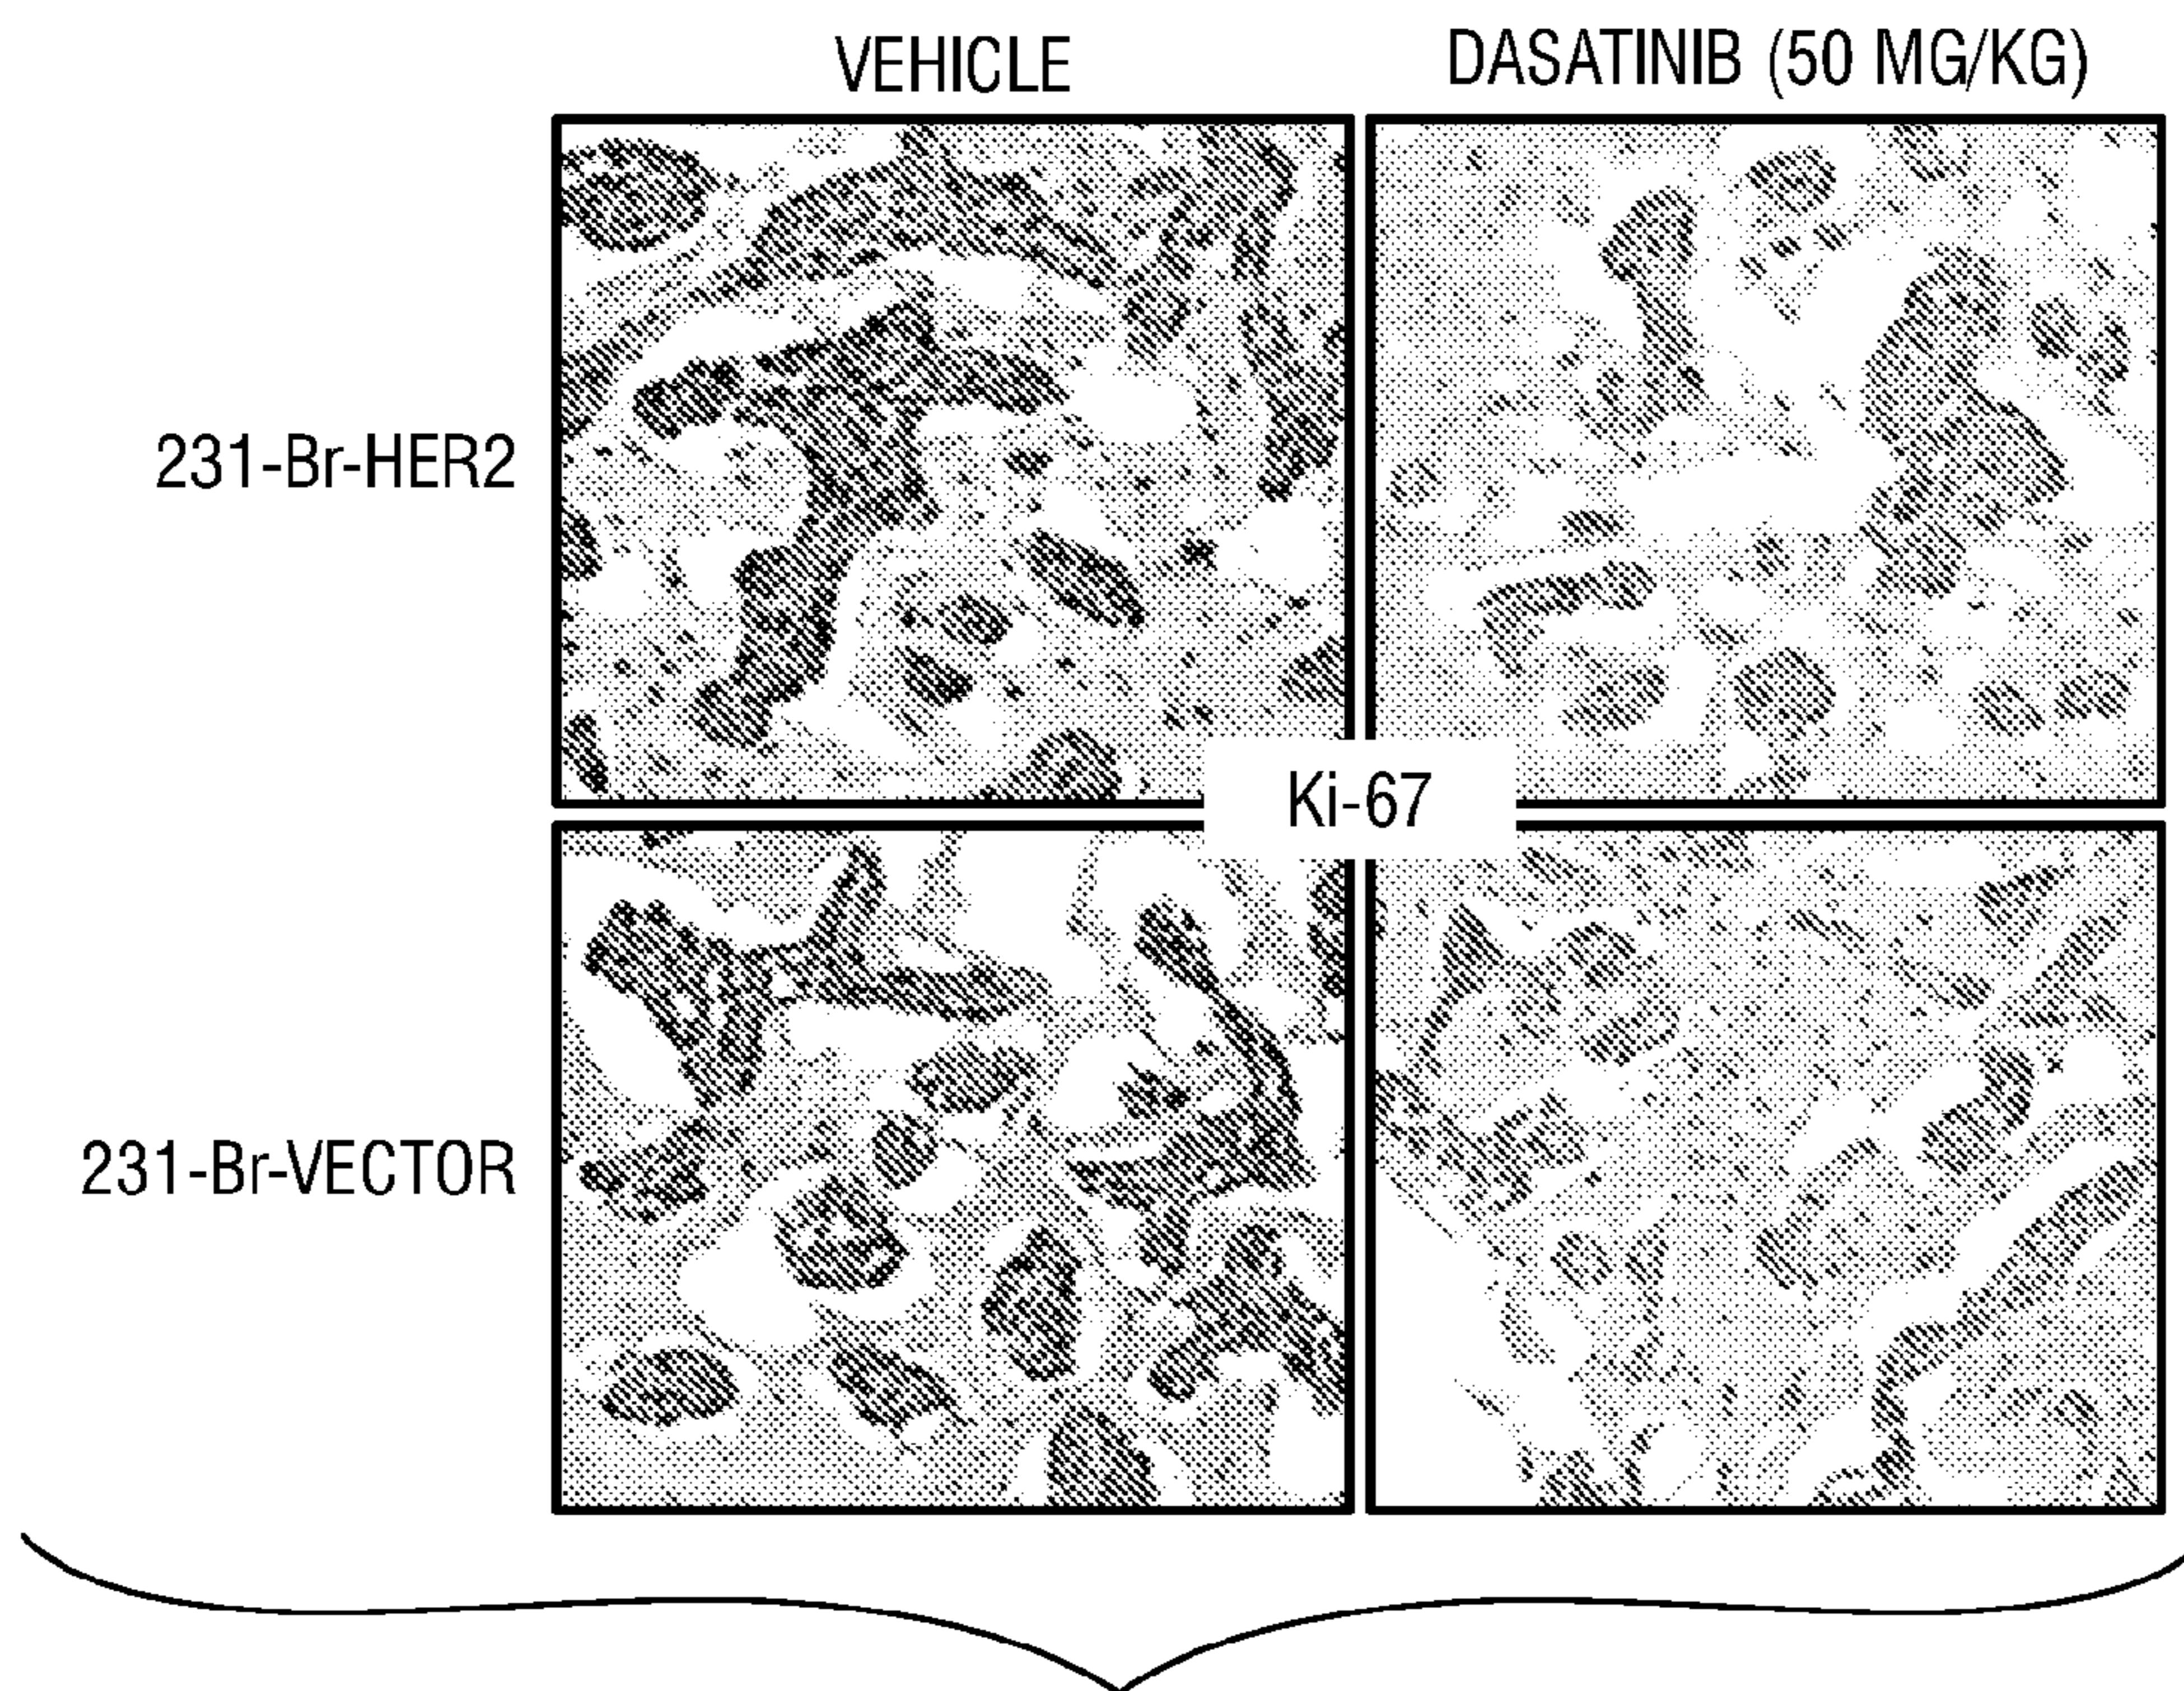 VEHICLE
DASATINIB (50 MG/KG)
231-Br-HER2
Ki-67
231-Br-VECTOR